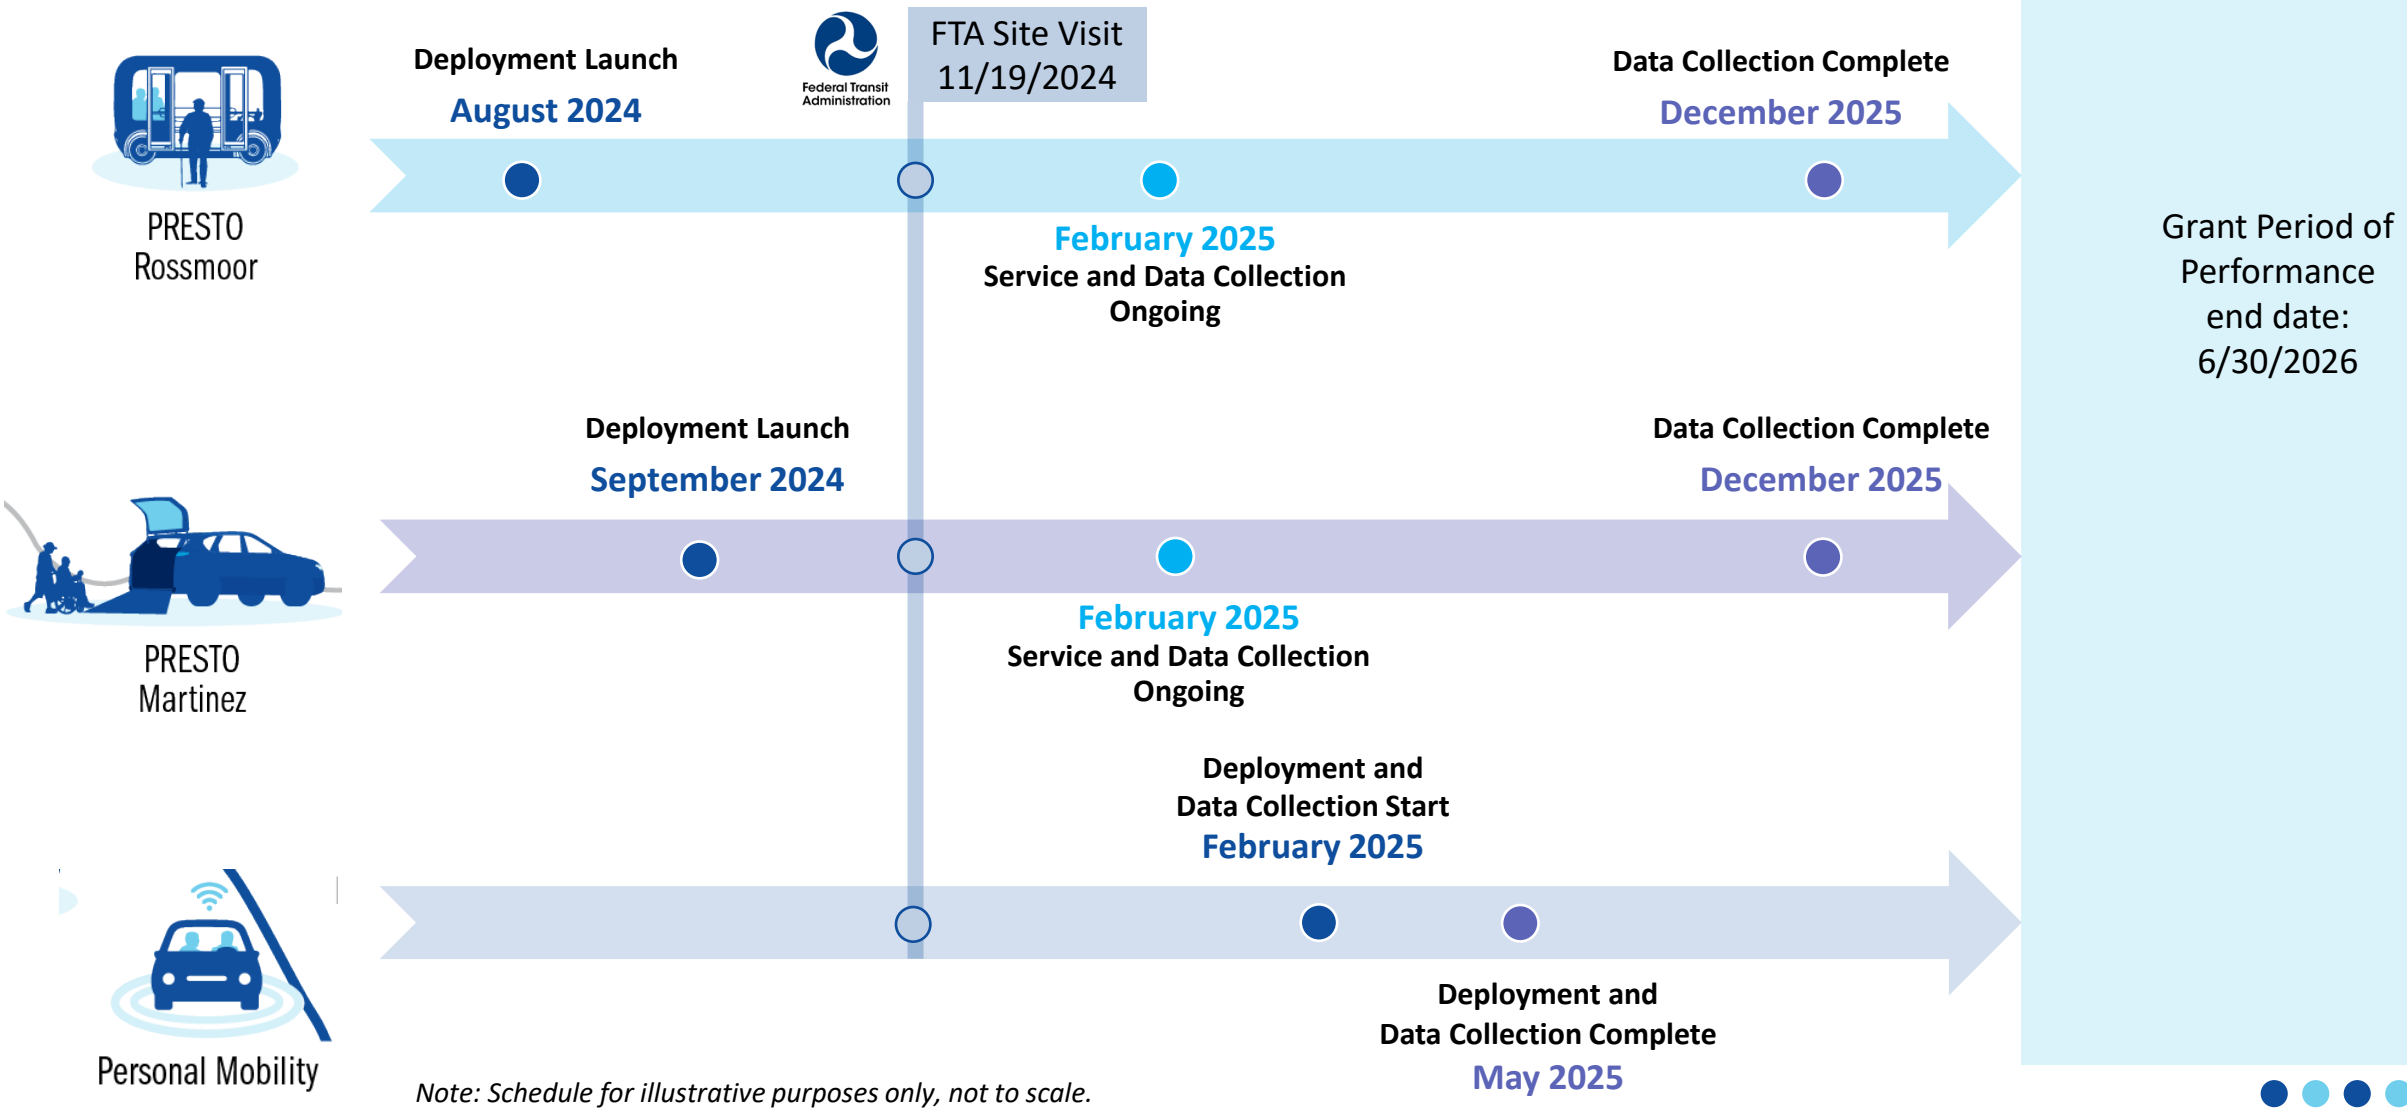 Deployment Launch
August 2024
Federal Transit
Administration
FTA Site Visit
11/19/2024
Data Collection Complete
December 2025
PRESTO
Rossmoor
February 2025
Service and Data Collection
Ongoing
Grant Period of
Performance
end date:
6/30/2026
Deployment Launch
September 2024
Data Collection Complete
December 2025
PRESTO
Martinez
February 2025
Service and Data Collection
Ongoing
Deployment and
Data Collection Start
February 2025
Personal Mobility
Deployment and
Data Collection Complete
May 2025
Note: Schedule for illustrative purposes only, not to scale.